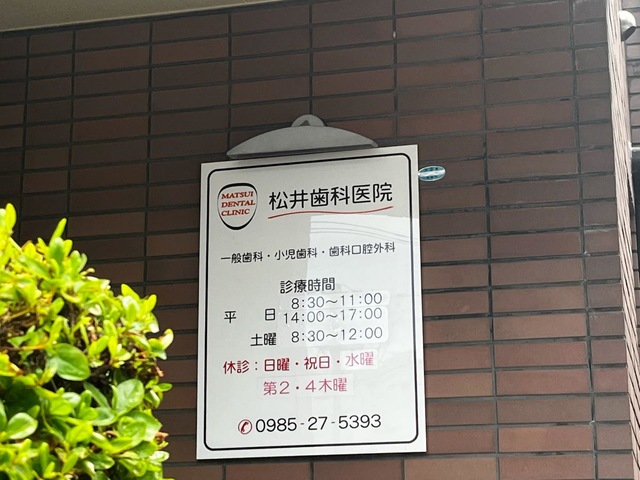 MATSUI
DENTAL
CLINIC
松井歯科医院
一般歯科・小児歯科・歯科口腔外科
診療時間
平　日 8:30〜11:00
14:00〜17:00
土曜 8:30〜12:00
休診：日曜・祝日・水曜
第2・4木曜
0985-27-5393